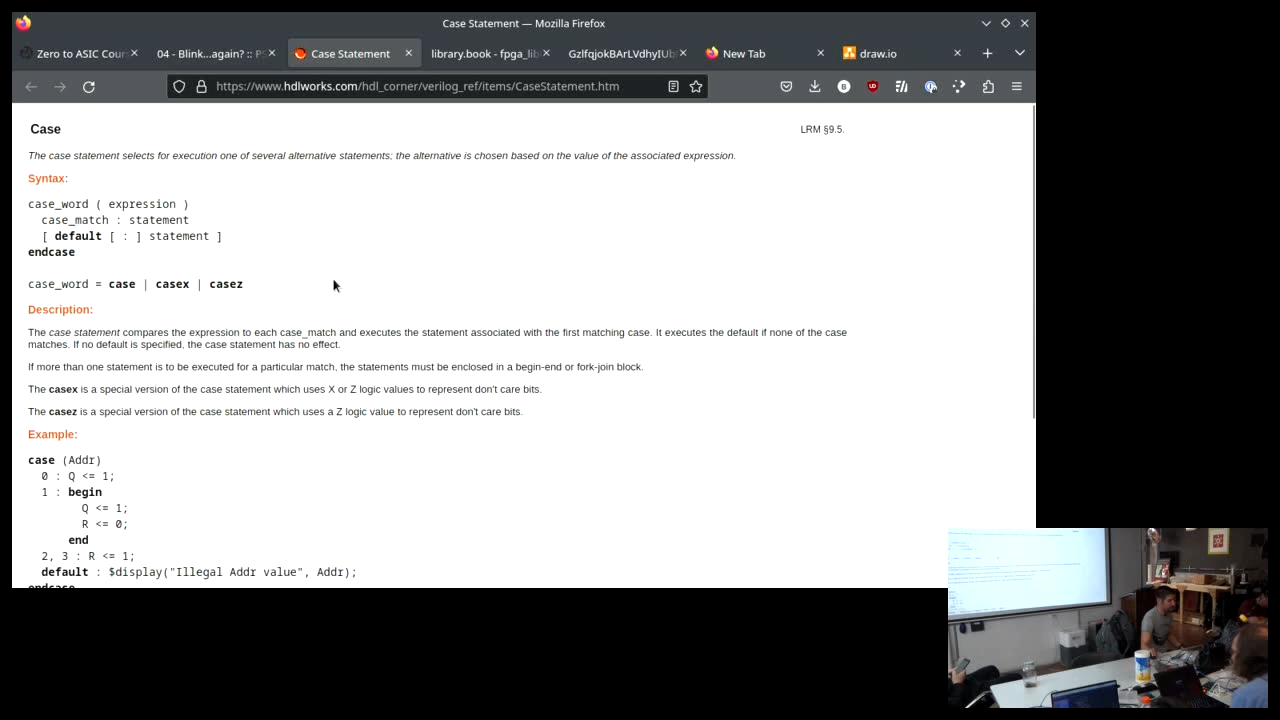 Case Statement — Mozilla Firefox
Zero to ASIC Cour
04 - Blink...again? :: PS
Case Statement
library.book - fpga_lib
GzlfqjokBArLVdhyIUb
New Tab
draw.io
https://www.hdlworks.com/hdl_corner/verilog_ref/items/CaseStatement.htm
Case
LRM §9.5.
The case statement selects for execution one of several alternative statements; the alternative is chosen based on the value of the associated expression.
Syntax:
case_word ( expression )
case_match : statement
[ default [ : ] statement ]
endcase
case_word = case | casex | casez
Description:
The case statement compares the expression to each case_match and executes the statement associated with the first matching case. It executes the default if none of the case
matches. If no default is specified, the case statement has no effect.
If more than one statement is to be executed for a particular match, the statements must be enclosed in a begin-end or fork-join block.
The casex is a special version of the case statement which uses X or Z logic values to represent don't care bits.
The casez is a special version of the case statement which uses a Z logic value to represent don't care bits.
Example:
case (Addr)
0 : Q <= 1;
1 : begin
Q <= 1;
R <= 0;
end
2, 3 : R <= 1;
default : $display("Illegal Addr value", Addr);
endcase